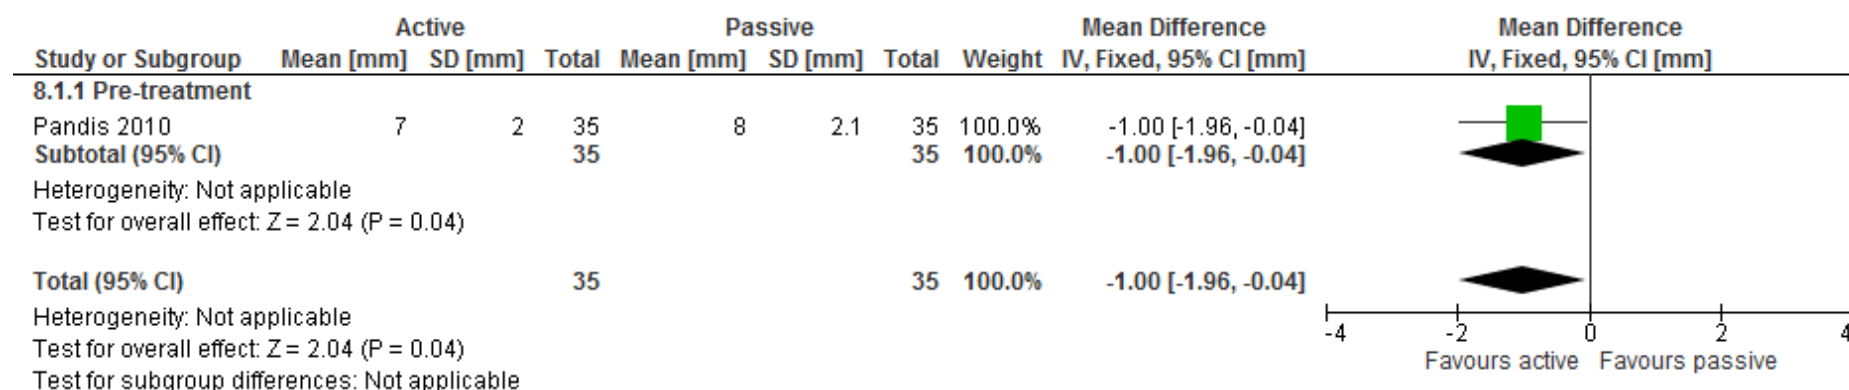 Active Passive Mean Difference Mean Difference
Study or Subgroup Mean [mm] SD [mm] Total Mean [mm] SD [mm] Total Weight IV, Fixed, 95% CI [mm] IV, Fixed, 95% CI [mm]
8.1.1 Pre-treatment
Pandis 2010 7 2 35 8 2.1 35 100.0% -1.00 [-1.96, -0.04]
Subtotal (95% CI) 35 35 100.0% -1.00 [-1.96, -0.04]
Heterogeneity: Not applicable
Test for overall effect: Z = 2.04 (P = 0.04)
Total (95% CI) 35 35 100.0% -1.00 [-1.96, -0.04]
Heterogeneity: Not applicable
Test for overall effect: Z = 2.04 (P = 0.04)
Test for subgroup differences: Not applicable
-4 -2 0 2 4
Favours active Favours passive